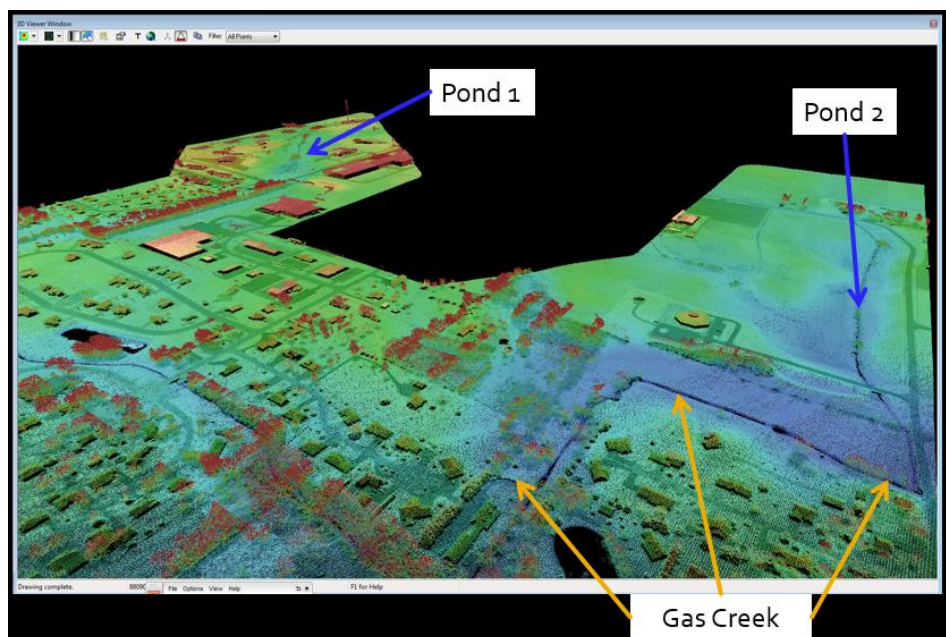 3D Viewer Window
T
Filter All Points
Pond 1
Pond 2
Drawing complete.
File Options View Help
F1 for Help
Gas Creek